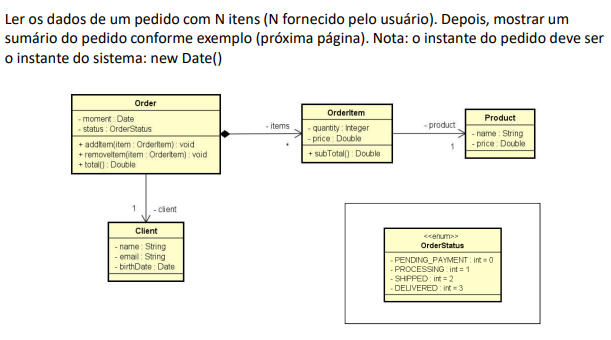 Ler os dados de um pedido com N itens (N fornecido pelo usuário). Depois, mostrar um
sumário do pedido conforme exemplo (próxima página). Nota: o instante do pedido deve ser
o instante do sistema: new Date()
Order
- moment : Date
- status : OrderStatus
+ addItem(item : OrderItem) : void
+ removeItem(item : OrderItem) : void
+ total() : Double
- items
*
OrderItem
- quantity : Integer
- price : Double
+ subTotal() : Double
- product
1
Product
- name : String
- price : Double
1
- client
Client
- name : String
- email : String
- birthDate : Date
<<enum>>
OrderStatus
- PENDING_PAYMENT : int = 0
- PROCESSING : int = 1
- SHIPPED : int = 2
- DELIVERED : int = 3